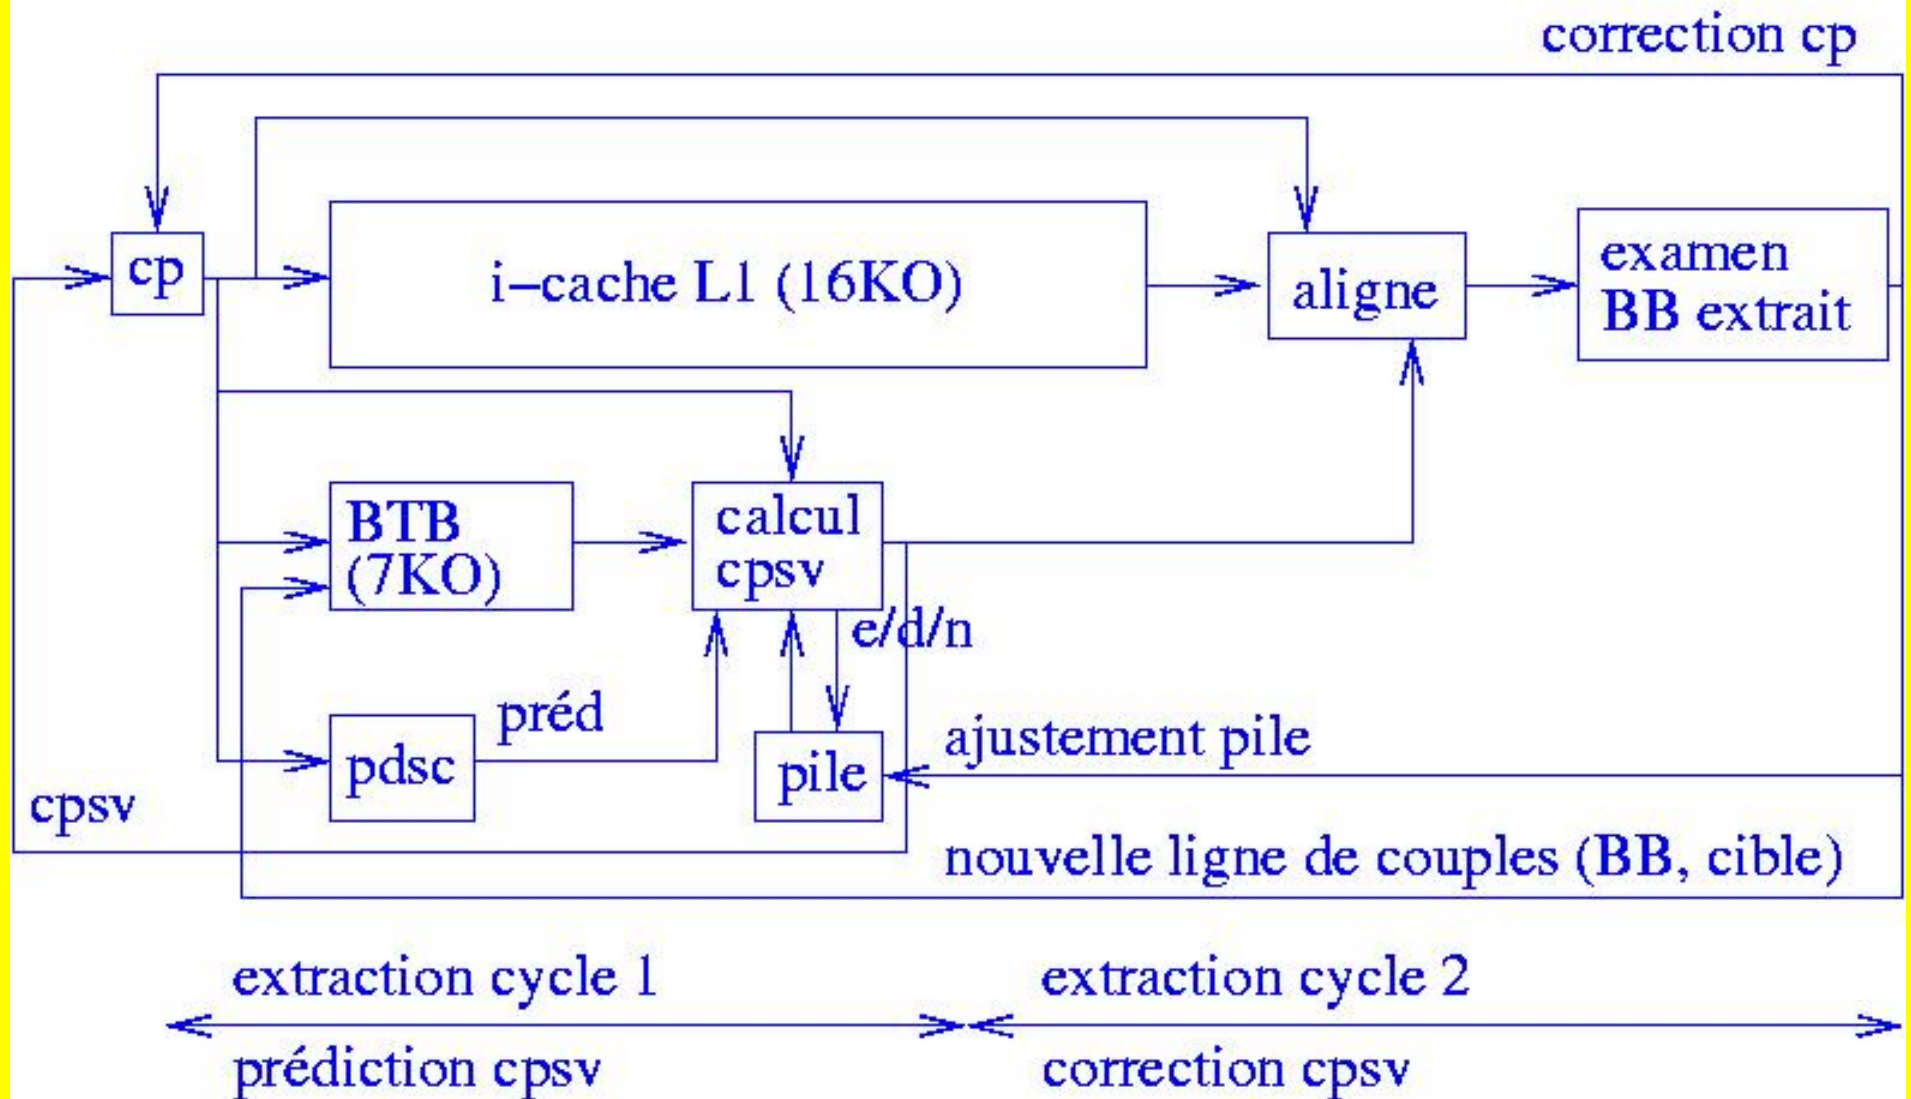 correction cp
cp
i–cache L1 (16KO)
aligne
examen
BB extrait
BTB
(7KO)
calcul
cpsv
e/d/n
préd
pdsc
pile
ajustement pile
cpsv
nouvelle ligne de couples (BB, cible)
extraction cycle 1
extraction cycle 2
prédiction cpsv
correction cpsv